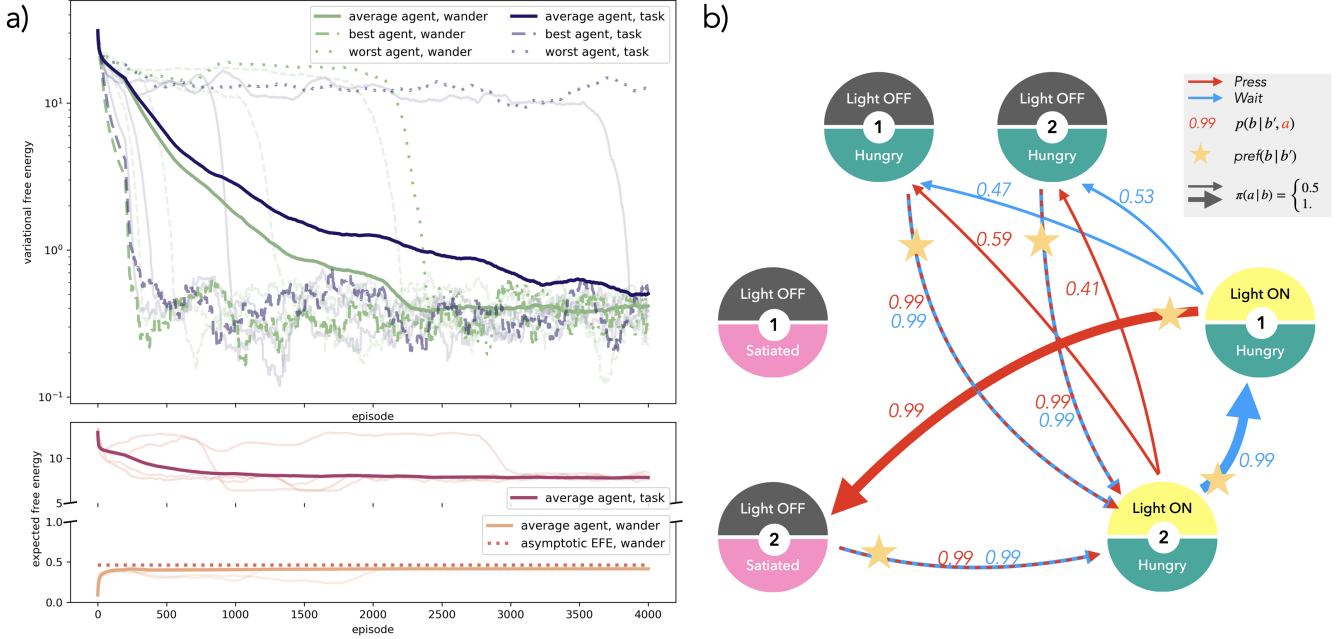 a)
average agent, wander
best agent, wander
worst agent, wander
average agent, task
best agent, task
worst agent, task
variational free energy
10¹
10⁰
10⁻¹
episode
expected free energy
10
5
average agent, task
1.0
0.5
0.0
average agent, wander
asymptotic EFE, wander
0
500
1000
1500
2000
2500
3000
3500
4000
episode
b)
Light OFF
1
Hungry
Light OFF
2
Hungry
Press
Wait
0.99
p(b|b′, a)
pref(b|b′)
π(a|b) = { 0.5
1.
0.47
0.53
0.59
0.41
0.99
0.99
Light OFF
1
Satiated
Light ON
1
Hungry
0.99
0.99
0.99
0.99
Light OFF
2
Satiated
Light ON
2
Hungry
0.99
0.99